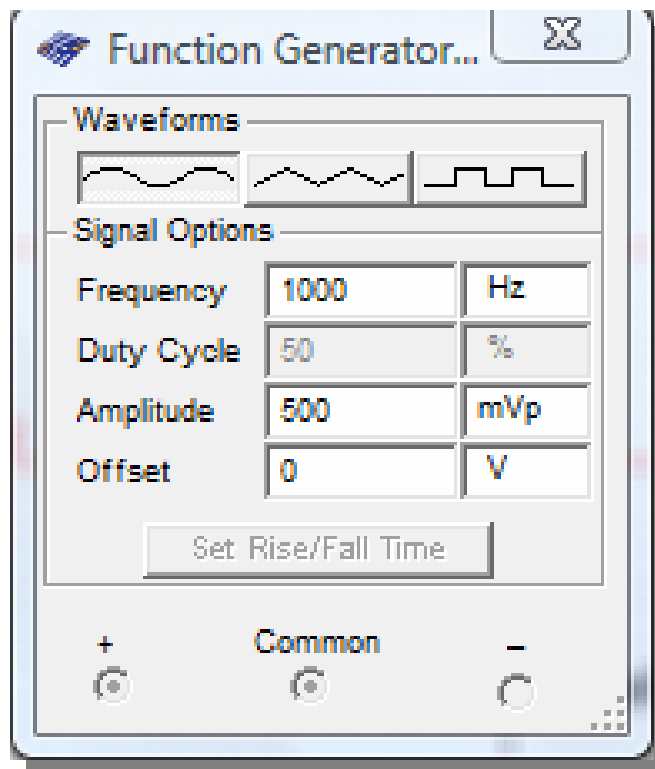 Function Generator...
Waveforms
Signal Options
Frequency 1000 Hz
Duty Cycle 50 %
Amplitude 500 mVp
Offset 0 V
Set Rise/Fall Time
+ Common −